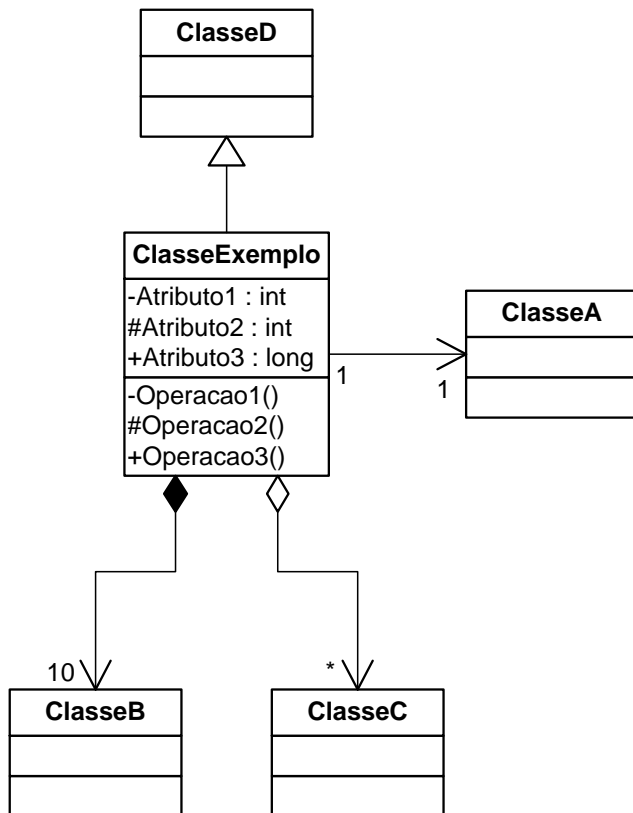 ClasseD
ClasseExemplo
-Atributo1 : int
#Atributo2 : int
+Atributo3 : long
-Operacao1()
#Operacao2()
+Operacao3()
1
1
ClasseA
10
*
ClasseB
ClasseC